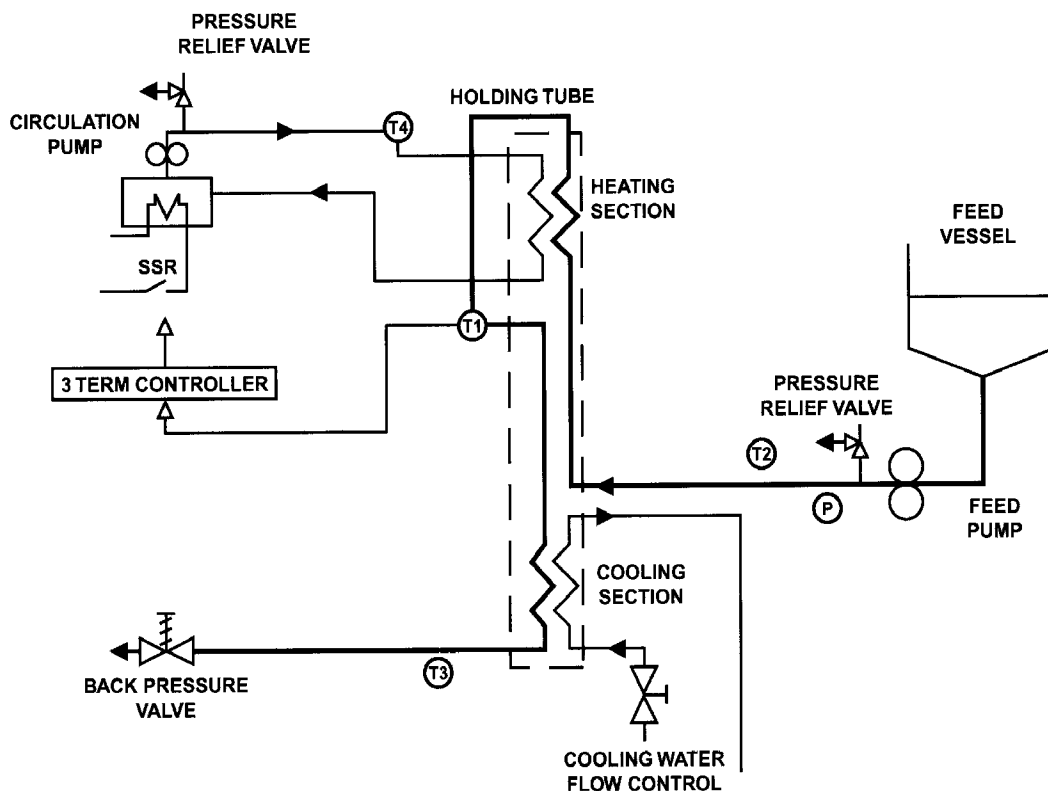 PRESSURE
RELIEF VALVE
HOLDING TUBE
CIRCULATION
PUMP
T4
HEATING
SECTION
FEED
VESSEL
SSR
T1
3 TERM CONTROLLER
PRESSURE
RELIEF VALVE
T2
P
FEED
PUMP
COOLING
SECTION
T3
BACK PRESSURE
VALVE
COOLING WATER
FLOW CONTROL